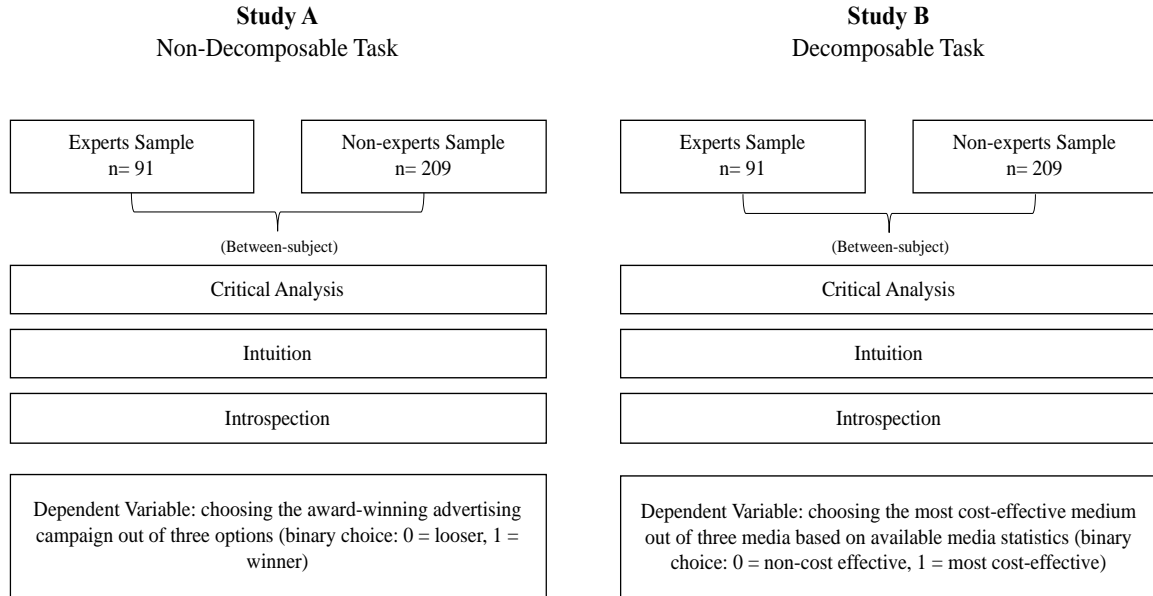 Study A
Non-Decomposable Task
Experts Sample
n= 91
Non-experts Sample
n= 209
(Between-subject)
Critical Analysis
Intuition
Introspection
Dependent Variable: choosing the award-winning advertising
campaign out of three options (binary choice: 0 = looser, 1 =
winner)
Study B
Decomposable Task
Experts Sample
n= 91
Non-experts Sample
n= 209
(Between-subject)
Critical Analysis
Intuition
Introspection
Dependent Variable: choosing the most cost-effective medium
out of three media based on available media statistics (binary
choice: 0 = non-cost effective, 1 = most cost-effective)